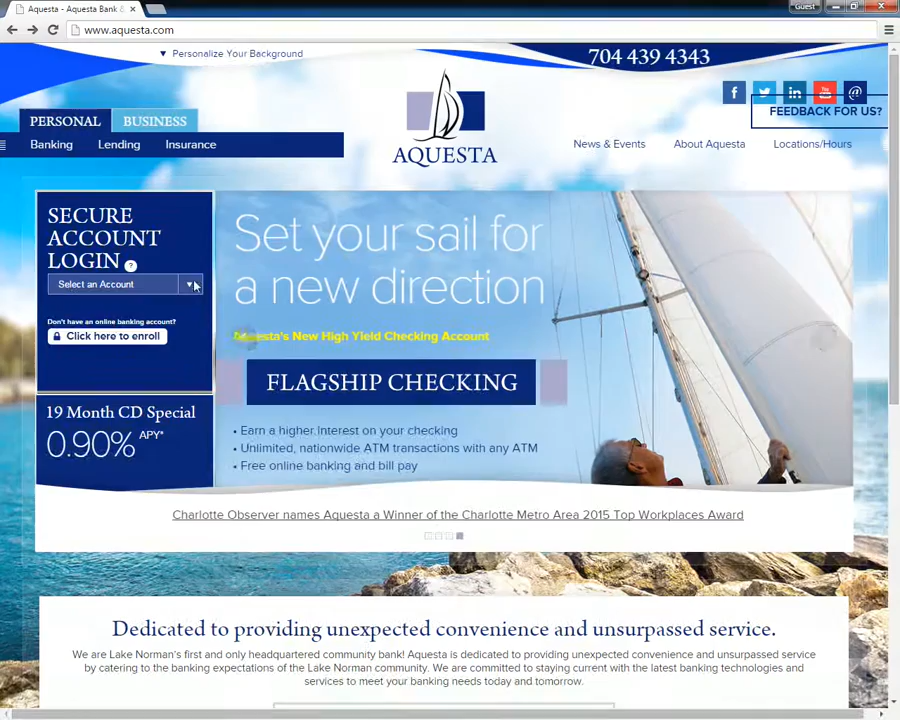 Aquesta - Aquesta Bank &
Guest
www.aquesta.com
Personalize Your Background
704 439 4343
FEEDBACK FOR US?
PERSONAL
BUSINESS
Banking
Lending
Insurance
AQUESTA
News & Events
About Aquesta
Locations/Hours
SECURE
ACCOUNT
LOGIN ?
Select an Account
Don't have an online banking account?
Click here to enroll
19 Month CD Special
0.90% APY*
Set your sail for
a new direction
Aquesta's New High Yield Checking Account
FLAGSHIP CHECKING
• Earn a higher interest on your checking
• Unlimited, nationwide ATM transactions with any ATM
• Free online banking and bill pay
Charlotte Observer names Aquesta a Winner of the Charlotte Metro Area 2015 Top Workplaces Award
Dedicated to providing unexpected convenience and unsurpassed service.
We are Lake Norman's first and only headquartered community bank! Aquesta is dedicated to providing unexpected convenience and unsurpassed service
by catering to the banking expectations of the Lake Norman community. We are committed to staying current with the latest banking technologies and
services to meet your banking needs today and tomorrow.